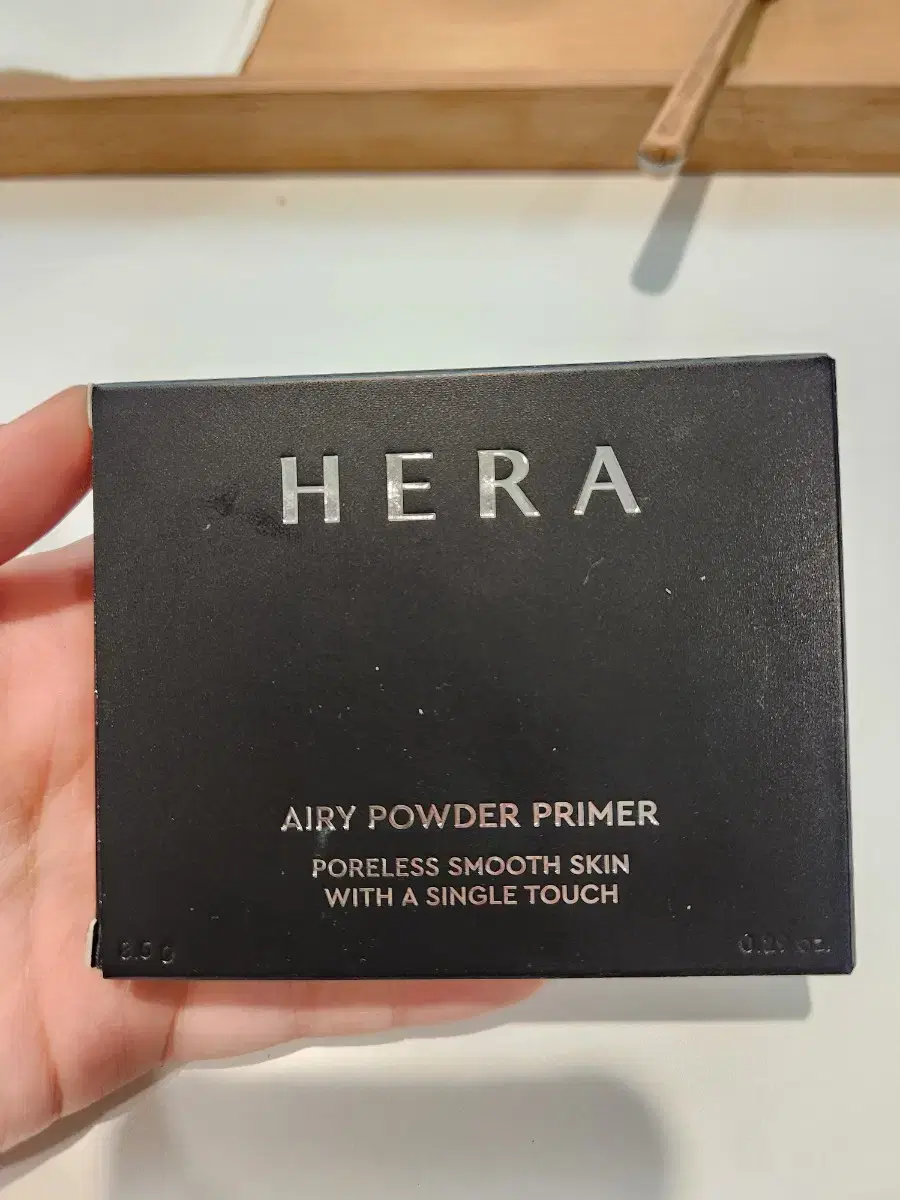 HERA
AIRY POWDER PRIMER
PORELESS SMOOTH SKIN
WITH A SINGLE TOUCH